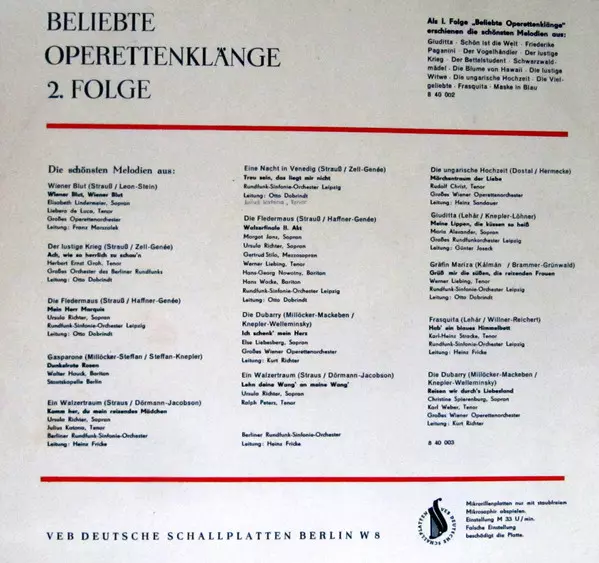 BELIEBTE
OPERETTENKLÄNGE
2. FOLGE
Als I. Folge „Beliebte Operettenklänge"
erschienen die schönsten Melodien aus:
Giuditta · Schön ist die Welt · Friederike
Paganini · Der Vogelhändler · Der lustige
Krieg · Der Bettelstudent · Schwarzwald-
mädel · Die Blume von Hawaii · Die lustige
Witwe · Die ungarische Hochzeit · Die Viel-
geliebte · Frasquita · Maske in Blau
8 40 002
Die schönsten Melodien aus:
Wiener Blut (Strauß / Leon-Stein)
Wiener Blut, Wiener Blut
Elisabeth Lindermeier, Sopran
Libero de Luca, Tenor
Großes Operettenorchester
Leitung: Franz Marszalek
Der lustige Krieg (Strauß / Zell-Genée)
Ach, wie so herrlich zu schau'n
Herbert Ernst Groh, Tenor
Großes Orchester des Berliner Rundfunks
Leitung: Otto Dobrindt
Die Fledermaus (Strauß / Haffner-Genée)
Mein Herr Marquis
Ursula Richter, Sopran
Rundfunk-Sinfonie-Orchester Leipzig
Leitung: Otto Dobrindt
Gasparone (Millöcker-Steffan / Steffan-Knepler)
Dunkelrote Rosen
Walter Hauck, Bariton
Staatskapelle Berlin
Ein Walzertraum (Straus / Dörmann-Jacobson)
Komm her, du mein reizendes Mädchen
Ursula Richter, Sopran
Julius Katona, Tenor
Berliner Rundfunk-Sinfonie-Orchester
Leitung: Heinz Fricke
Eine Nacht in Venedig (Strauß / Zell-Genée)
Treu sein, das liegt mir nicht
Rundfunk-Sinfonie-Orchester Leipzig
Leitung: Otto Dobrindt
Julius Katona, Tenor
Die Fledermaus (Strauß / Haffner-Genée)
Walzerfinale II. Akt
Margot Jans, Sopran
Ursula Richter, Sopran
Gertrud Stilo, Mezzosopran
Werner Liebing, Tenor
Hans-Georg Nowotny, Bariton
Hans Wocke, Bariton
Rundfunk-Sinfonie-Orchester Leipzig
Leitung: Otto Dobrindt
Die Dubarry (Millöcker-Mackeben /
Knepler-Welleminsky)
Ich schenk' mein Herz
Else Liebesberg, Sopran
Großes Wiener Operettenorchester
Leitung: Kurt Richter
Ein Walzertraum (Straus / Dörmann-Jacobson)
Lehn deine Wang' an meine Wang'
Ursula Richter, Sopran
Ralph Peters, Tenor
Berliner Rundfunk-Sinfonie-Orchester
Leitung: Heinz Fricke
Die ungarische Hochzeit (Dostal / Hermecke)
Märchentraum der Liebe
Rudolf Christ, Tenor
Großes Wiener Operettenorchester
Leitung: Heinz Sandauer
Giuditta (Lehár / Knepler-Löhner)
Meine Lippen, die küssen so heiß
Maria Alexander, Sopran
Großes Rundfunkorchester Leipzig
Leitung: Günter Joseck
Gräfin Mariza (Kálmán / Brammer-Grünwald)
Grüß mir die süßen, die reizenden Frauen
Werner Liebing, Tenor
Rundfunk-Sinfonie-Orchester Leipzig
Leitung: Otto Dobrindt
Frasquita (Lehár / Willner-Reichert)
Hab' ein blaues Himmelbett
Karl-Heinz Stracke, Tenor
Rundfunk-Sinfonie-Orchester Leipzig
Leitung: Heinz Fricke
Die Dubarry (Millöcker-Mackeben /
Knepler-Welleminsky)
Reisen wir durch's Liebesland
Christine Spierenburg, Sopran
Karl Weber, Tenor
Großes Wiener Operettenorchester
Leitung: Kurt Richter
8 40 003
VEB DEUTSCHE SCHALLPLATTEN BERLIN W 8
VEB DEUTSCHE SCHALLPLATTEN
Mikrorillenplatten nur mit staubfreiem
Mikrosaphir abspielen.
Einstellung M 33 U/min.
Falsche Einstellung
beschädigt die Platte.